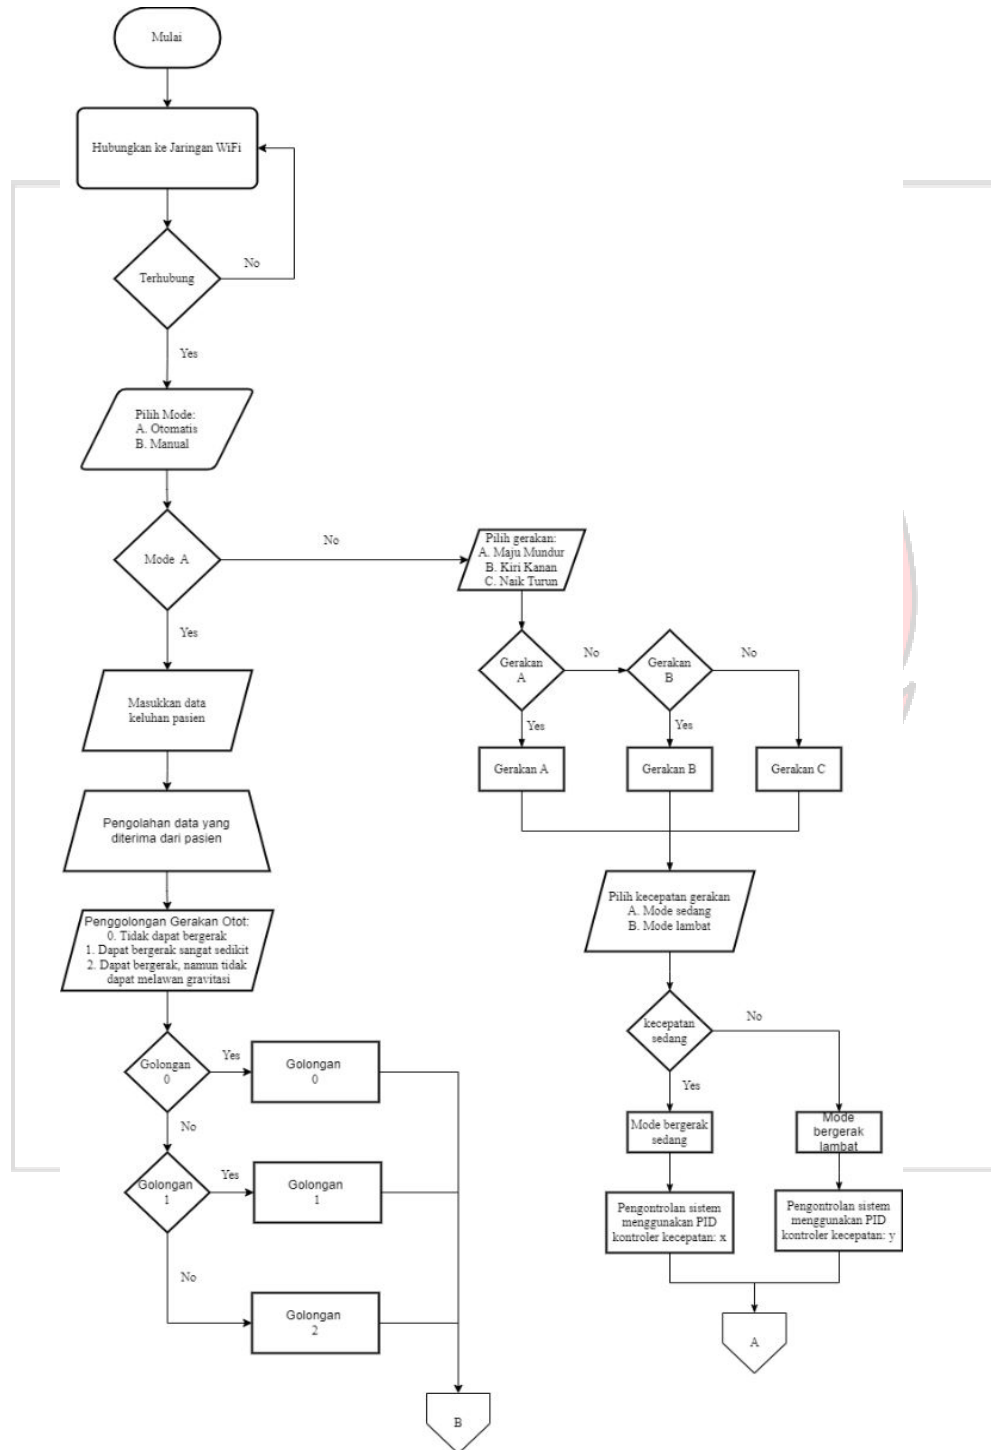 Mulai
Hubungkan ke Jaringan WiFi
Terhubung
No
Yes
Pilih Mode:
A. Otomatis
B. Manual
Mode A
No
Yes
Masukkan data
keluhan pasien
Pengolahan data yang
diterima dari pasien
Penggolongan Gerakan Otot:
0. Tidak dapat bergerak
1. Dapat bergerak sangat sedikit
2. Dapat bergerak, namun tidak
dapat melawan gravitasi
Golongan
0
Yes
Golongan
0
No
Golongan
1
Yes
Golongan
1
No
Golongan
2
B
Pilih gerakan:
A. Maju Mundur
B. Kiri Kanan
C. Naik Turun
Gerakan
A
No
Gerakan
B
No
Yes
Yes
Gerakan A
Gerakan B
Gerakan C
Pilih kecepatan gerakan
A. Mode sedang
B. Mode lambat
kecepatan
sedang
No
Yes
Mode bergerak
sedang
Mode
bergerak
lambat
Pengontrolan sistem
menggunakan PID
kontroler kecepatan: x
Pengontrolan sistem
menggunakan PID
kontroler kecepatan: y
A